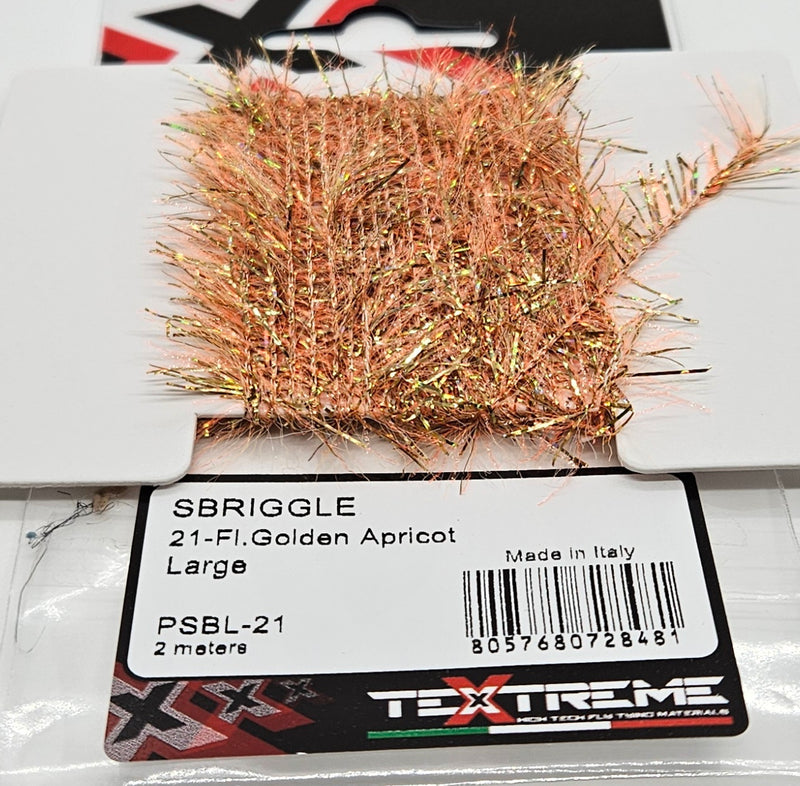 SBRIGGLE
21-Fl.Golden Apricot
Large
Made in Italy
PSBL-21
2 meters
8057680728481
TEXTREME
HIGH TECH FLY TYING MATERIALS